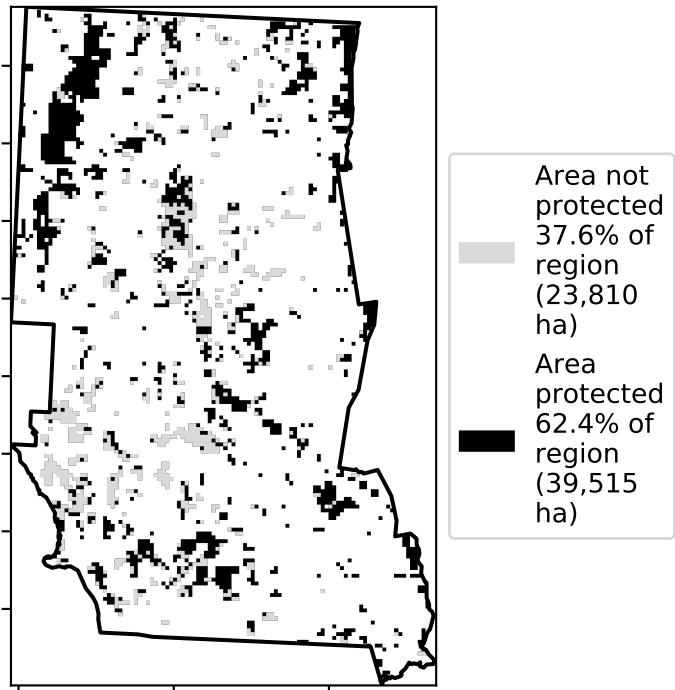 Area not
protected
37.6% of
region
(23,810
ha)
Area
protected
62.4% of
region
(39,515
ha)